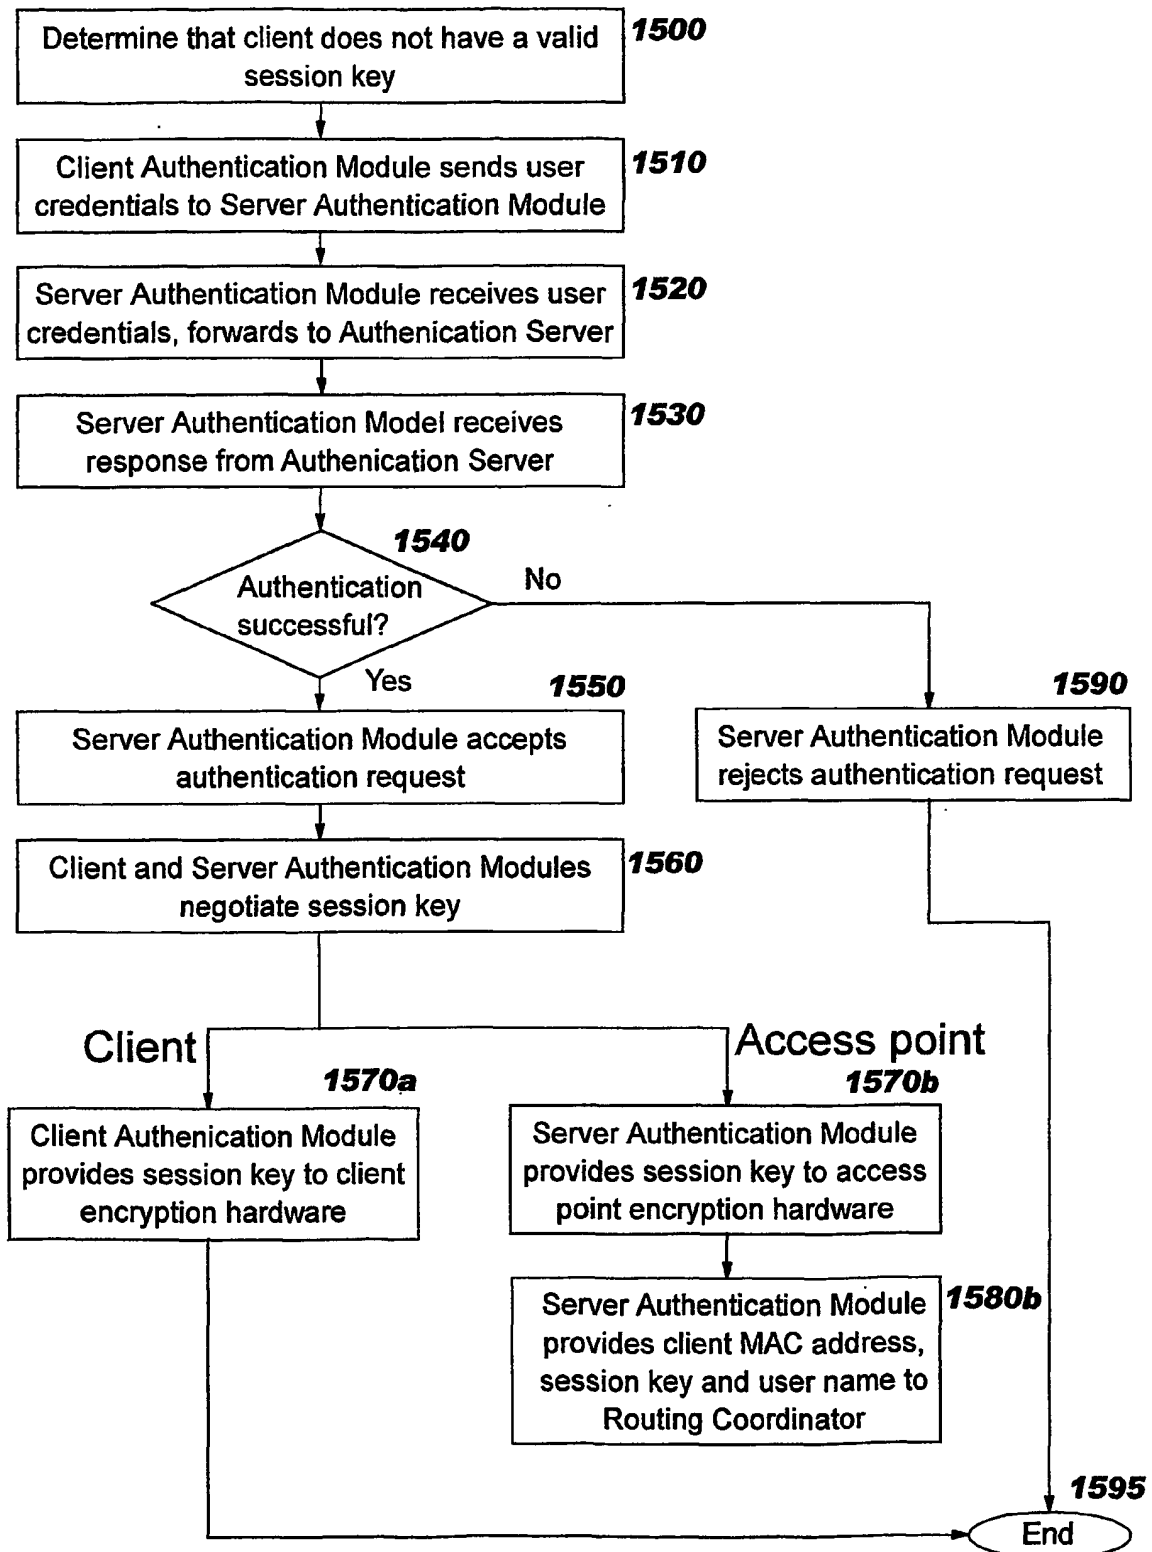 Determine that client does not have a valid
session key
1500
Client Authentication Module sends user
credentials to Server Authentication Module
1510
Server Authentication Module receives user
credentials, forwards to Authenication Server
1520
Server Authentication Model receives
response from Authenication Server
1530
1540
Authentication
successful?
No
Yes
1550
Server Authentication Module accepts
authentication request
1590
Server Authentication Module
rejects authentication request
Client and Server Authentication Modules
negotiate session key
1560
Client
Access point
1570a
Client Authenication Module
provides session key to client
encryption hardware
1570b
Server Authentication Module
provides session key to access
point encryption hardware
Server Authentication Module
provides client MAC address,
session key and user name to
Routing Coordinator
1580b
1595
End